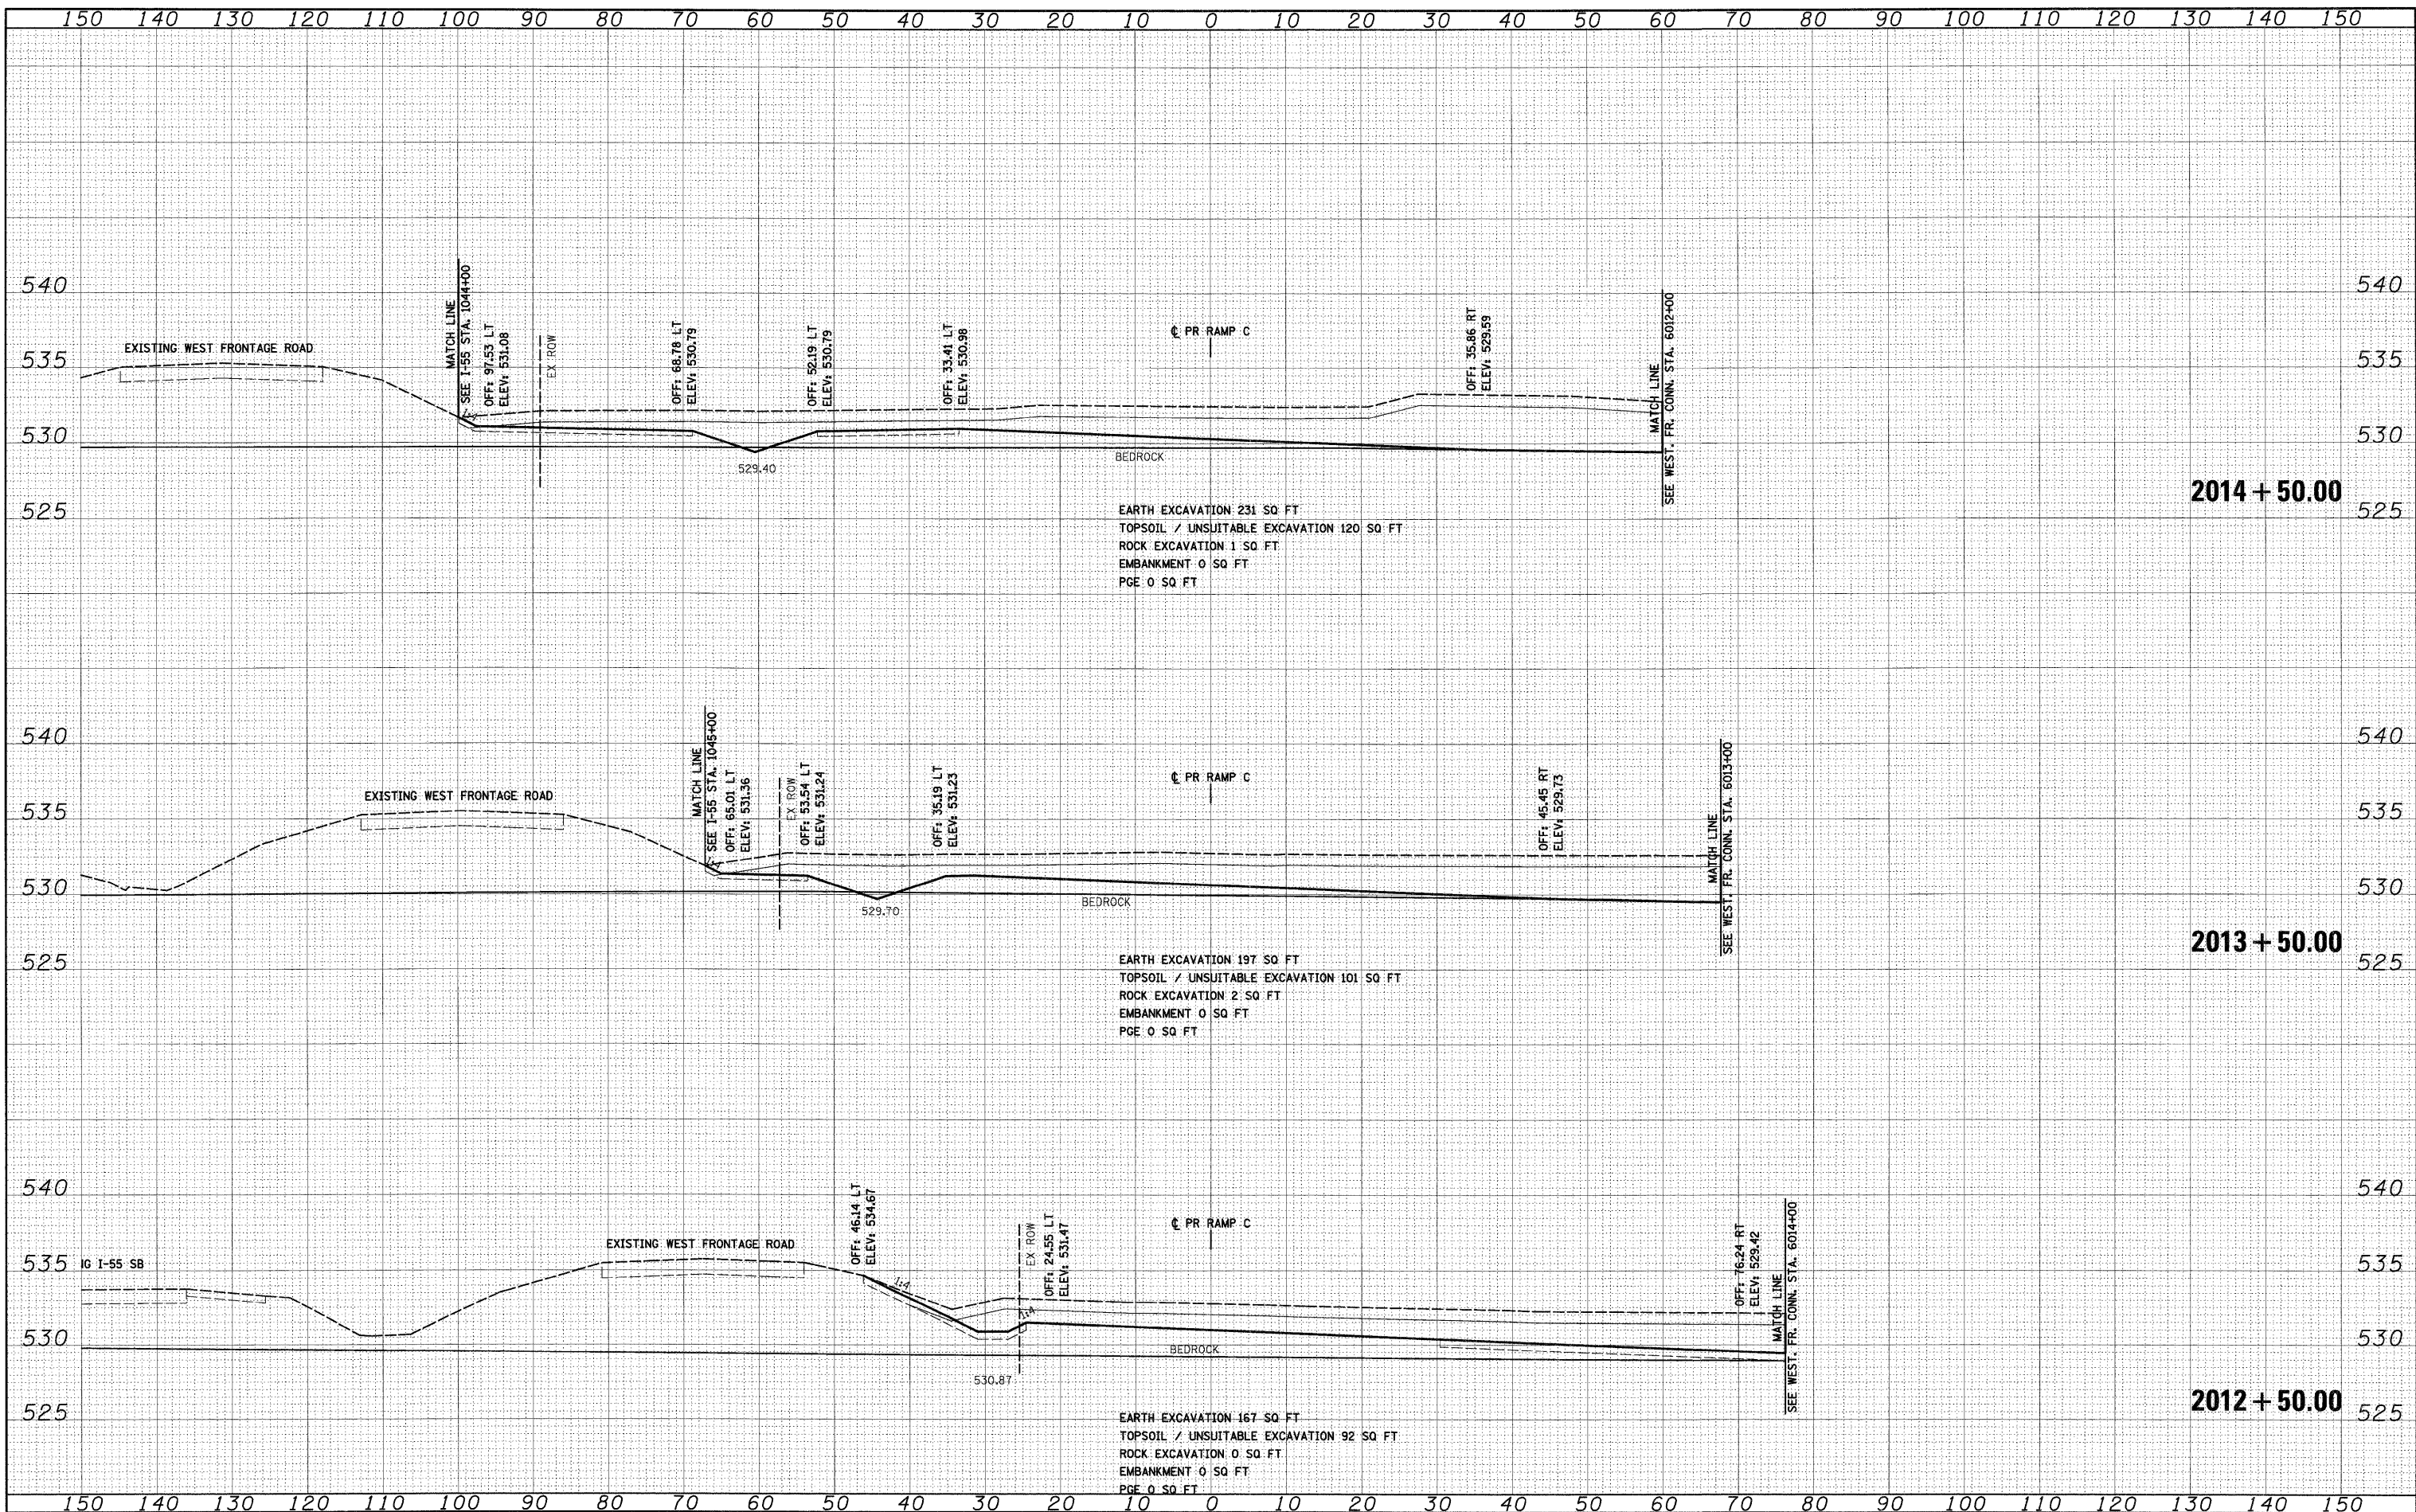 150 140 130 120 110 100 90 80 70 60 50 40 30 20 10 0 10 20 30 40 50 60 70 80 90 100 110 120 130 140 150
540 540
535 535
530 530
525 525
EXISTING WEST FRONTAGE ROAD
MATCH LINE
SEE I-55 STA. 1044+00
OFF: 97.53 LT
ELEV: 531.08
EX ROW
OFF: 68.78 LT
ELEV: 530.79
OFF: 52.19 LT
ELEV: 530.79
OFF: 33.41 LT
ELEV: 530.98
℄ PR RAMP C
OFF: 35.86 RT
ELEV: 529.59
MATCH LINE
SEE WEST. FR. CONN. STA. 6012+00
529.40
BEDROCK
2014 + 50.00
EARTH EXCAVATION 231 SQ FT
TOPSOIL / UNSUITABLE EXCAVATION 120 SQ FT
ROCK EXCAVATION 1 SQ FT
EMBANKMENT 0 SQ FT
PGE 0 SQ FT
540 540
535 535
530 530
525 525
EXISTING WEST FRONTAGE ROAD
MATCH LINE
SEE I-55 STA. 1045+00
OFF: 65.01 LT
ELEV: 531.36
EX ROW
OFF: 53.54 LT
ELEV: 531.24
OFF: 35.19 LT
ELEV: 531.23
℄ PR RAMP C
OFF: 45.45 RT
ELEV: 529.73
MATCH LINE
SEE WEST. FR. CONN. STA. 6013+00
529.70
BEDROCK
2013 + 50.00
EARTH EXCAVATION 197 SQ FT
TOPSOIL / UNSUITABLE EXCAVATION 101 SQ FT
ROCK EXCAVATION 2 SQ FT
EMBANKMENT 0 SQ FT
PGE 0 SQ FT
540 540
535 535
530 530
525 525
IG I-55 SB
EXISTING WEST FRONTAGE ROAD
OFF: 46.14 LT
ELEV: 534.67
1:4
EX ROW
OFF: 24.55 LT
ELEV: 531.47
1:4
℄ PR RAMP C
OFF: 76.24 RT
ELEV: 529.42
MATCH LINE
SEE WEST. FR. CONN. STA. 6014+00
530.87
BEDROCK
2012 + 50.00
EARTH EXCAVATION 167 SQ FT
TOPSOIL / UNSUITABLE EXCAVATION 92 SQ FT
ROCK EXCAVATION 0 SQ FT
EMBANKMENT 0 SQ FT
PGE 0 SQ FT
150 140 130 120 110 100 90 80 70 60 50 40 30 20 10 0 10 20 30 40 50 60 70 80 90 100 110 120 130 140 150